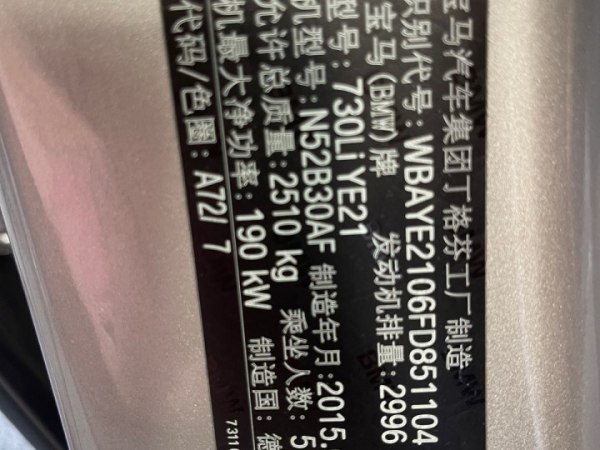 宝马汽车集团丁格芬工厂制造
识别代号:WBAYE2106FD851104
宝马(BMW)牌 发动机排量:2996
型号:730Li YE21
机型号:N52B30AF 制造年月:2015.
允许总质量:2510 kg 乘坐人数:5
机最大净功率:190 kW 制造国:德
代码/色圈:A72/ 7
7311